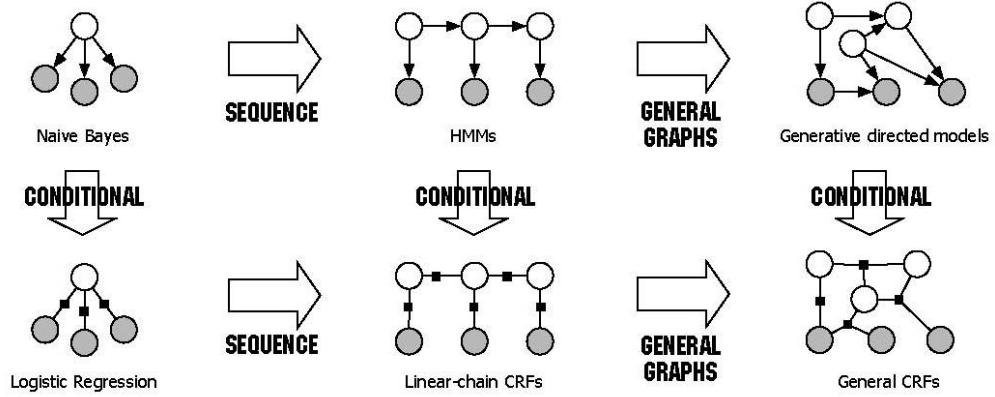 SEQUENCE
GENERAL
GRAPHS
Naive Bayes
HMMs
Generative directed models
CONDITIONAL
CONDITIONAL
CONDITIONAL
SEQUENCE
GENERAL
GRAPHS
Logistic Regression
Linear-chain CRFs
General CRFs